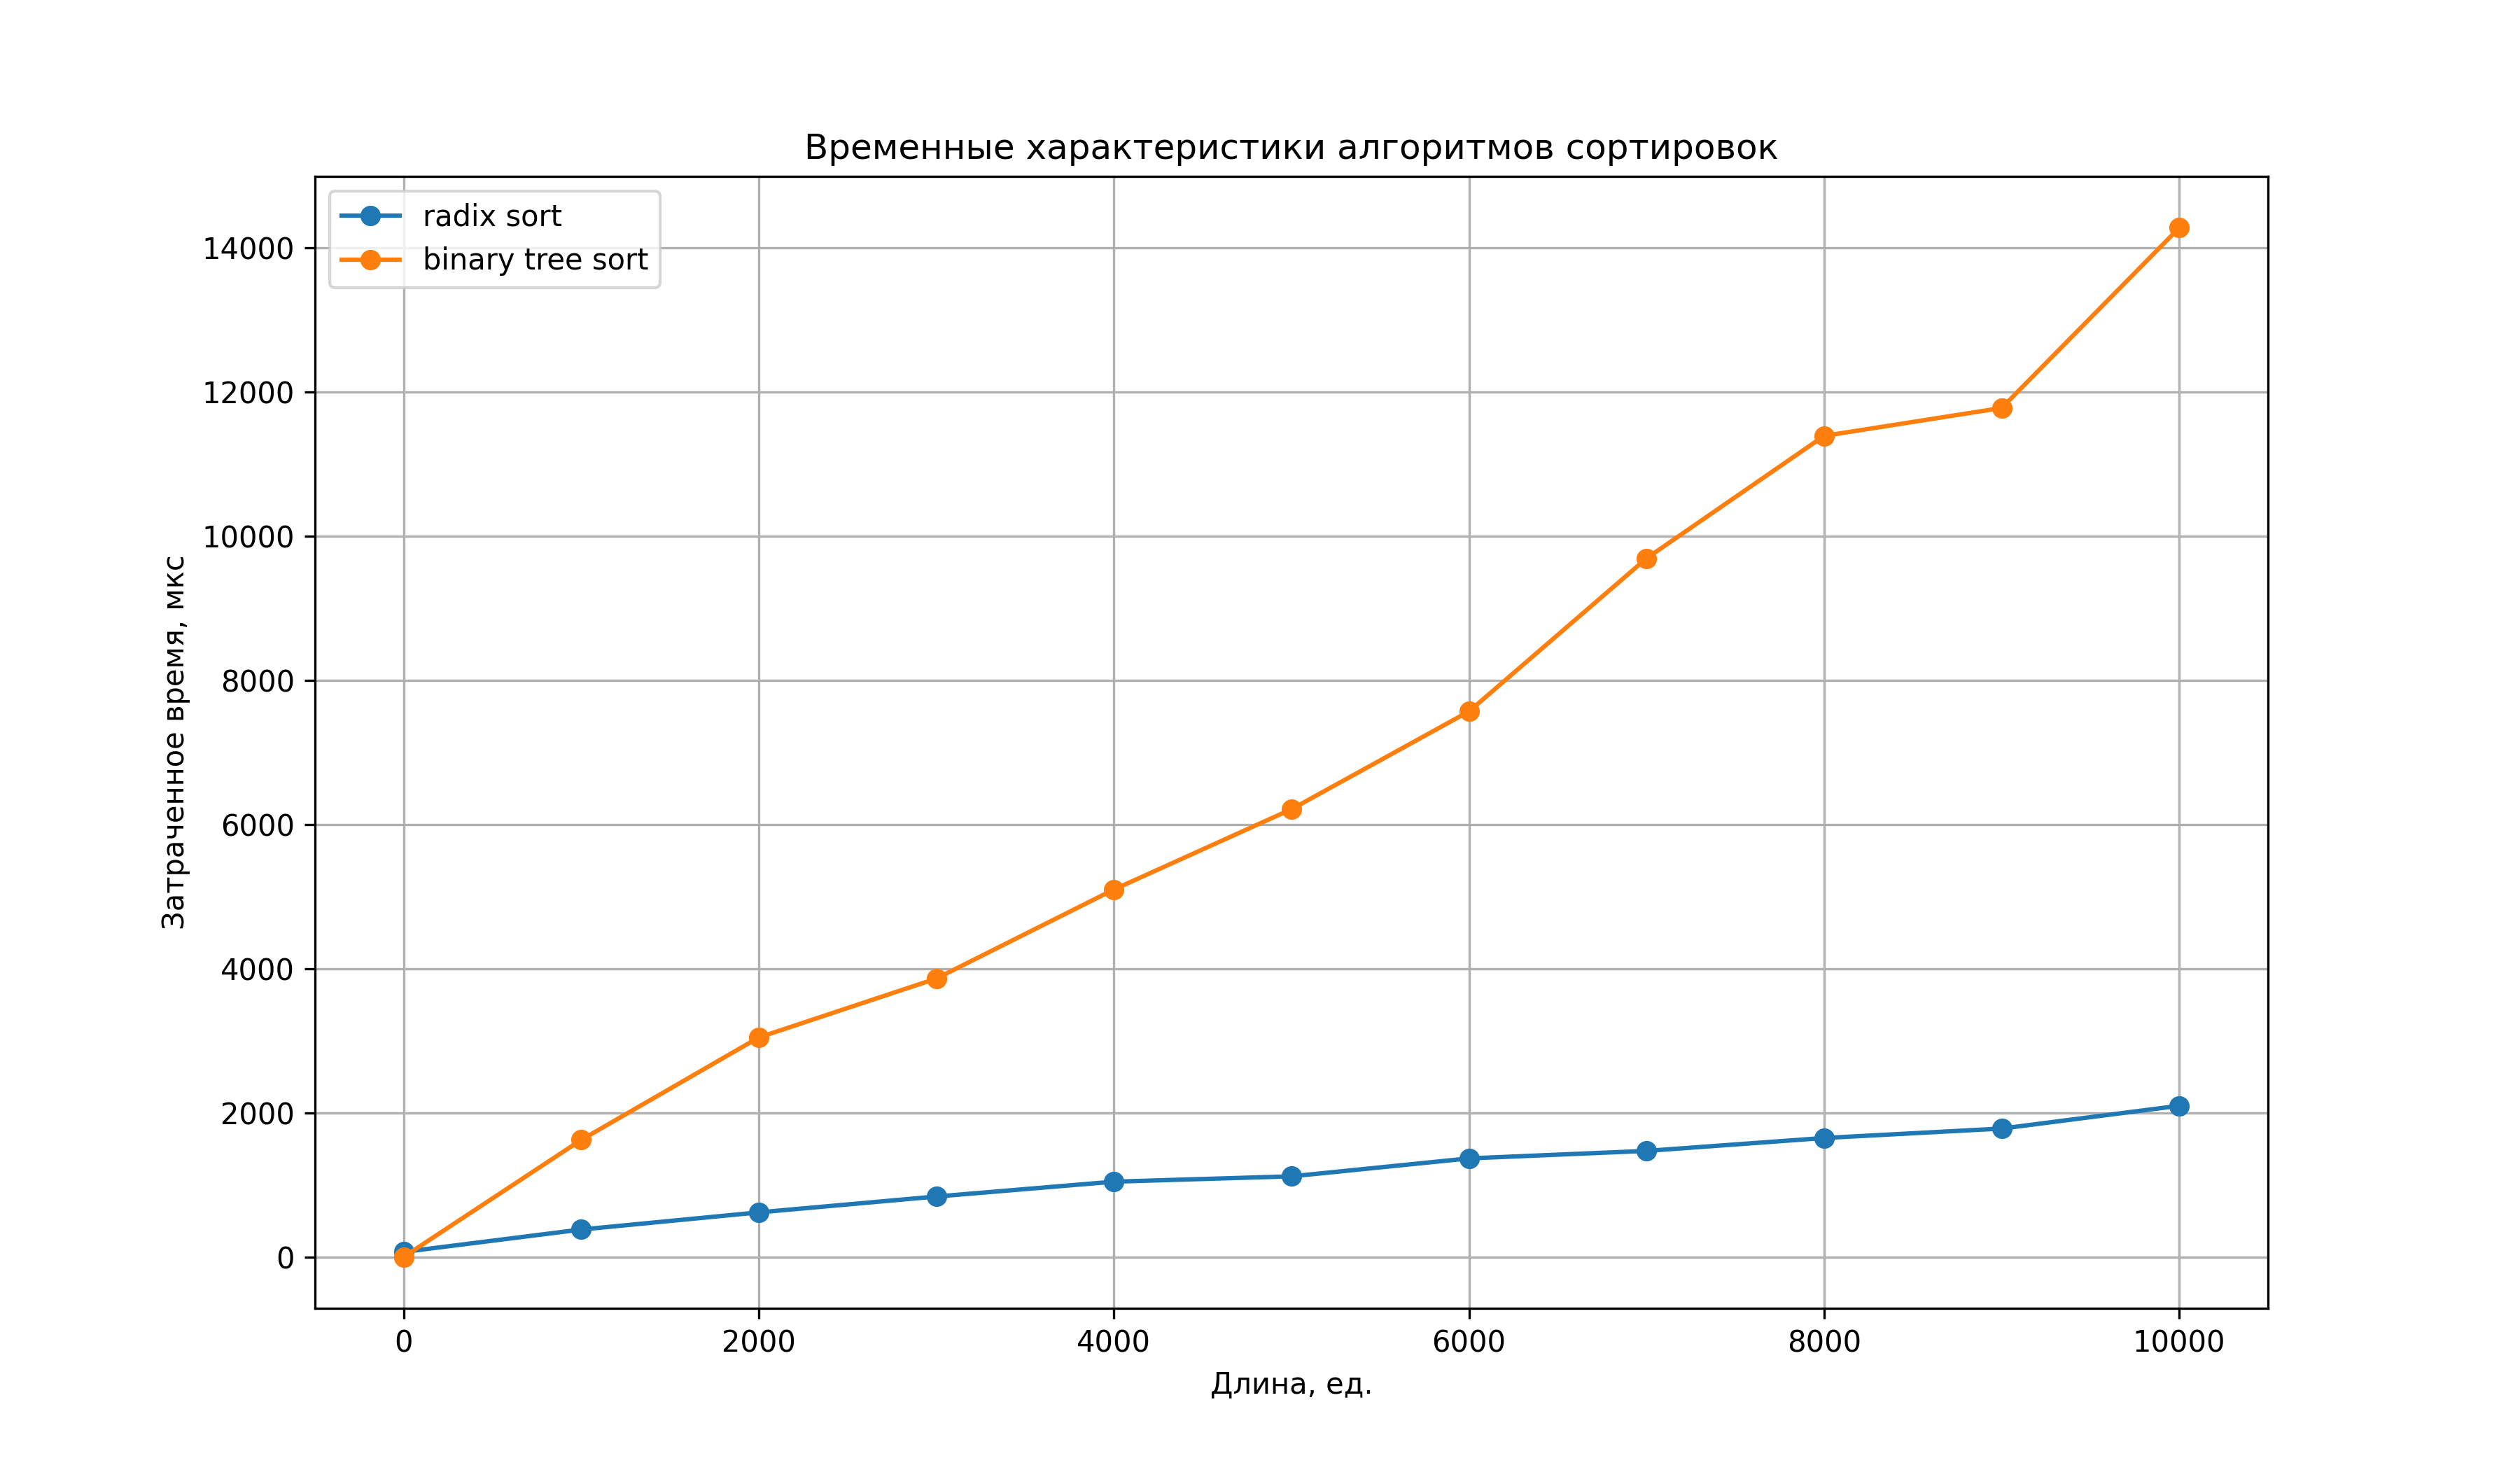 Временные характеристики алгоритмов сортировок
radix sort
binary tree sort
14000
12000
10000
8000
6000
4000
2000
0
Затраченное время, мкс
0 2000 4000 6000 8000 10000
Длина, ед.